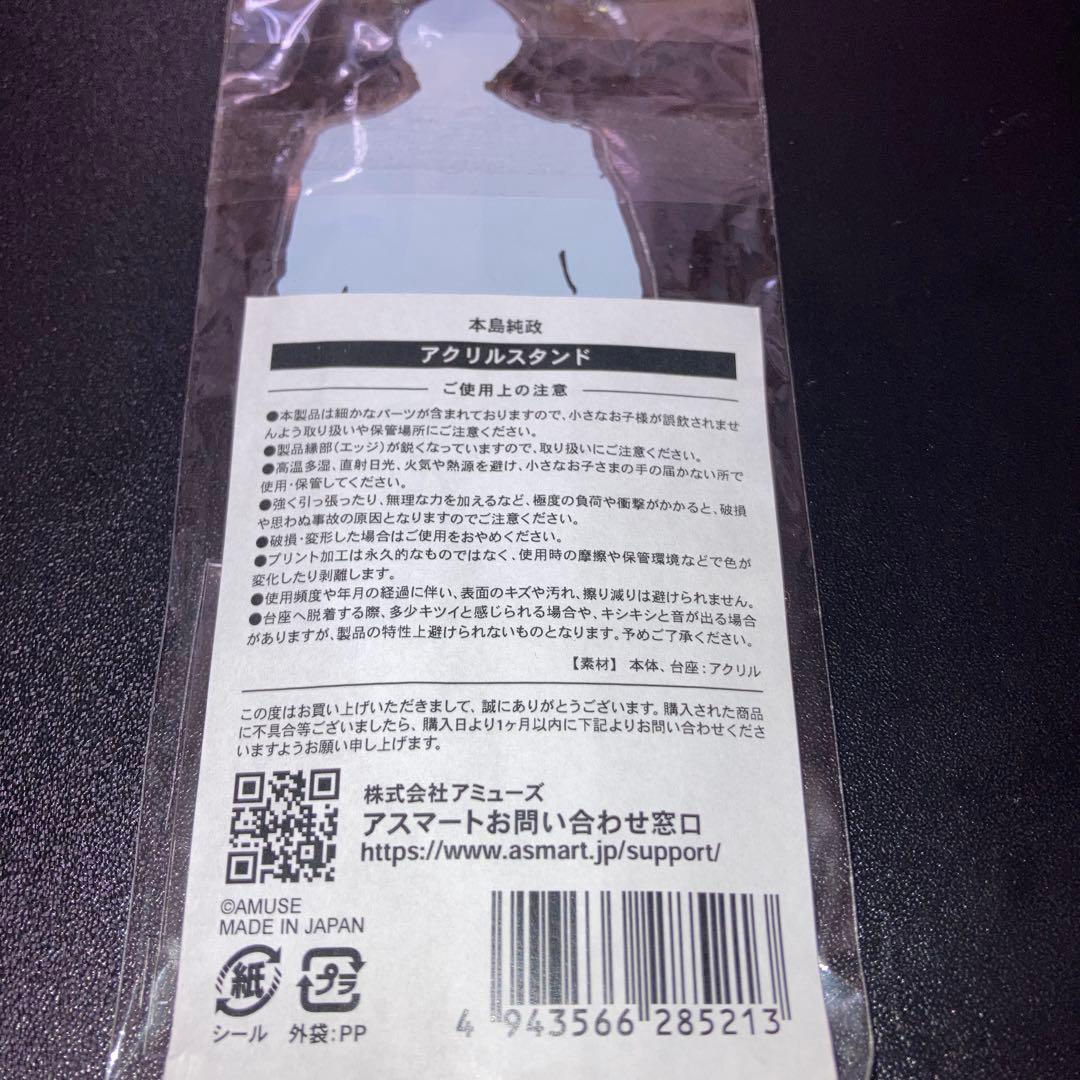 本島純政
アクリルスタンド
ご使用上の注意
●本製品は細かなパーツが含まれておりますので、小さなお子様が誤飲されませ
んよう取り扱いや保管場所にご注意ください。
●製品縁部(エッジ)が鋭くなっていますので、取り扱いにご注意ください。
●高温多湿、直射日光、火気や熱源を避け、小さなお子さまの手の届かない所で
使用・保管してください。
●強く引っ張ったり、無理な力を加えるなど、極度の負荷や衝撃がかかると、破損
や思わぬ事故の原因となりますのでご注意ください。
●破損・変形した場合はご使用をおやめください。
●プリント加工は永久的なものではなく、使用時の摩擦や保管環境などで色が
変化したり剥離します。
●使用頻度や年月の経過に伴い、表面のキズや汚れ、擦り減りは避けられません。
●台座へ脱着する際、多少キツイと感じられる場合や、キシキシと音が出る場合
がありますが、製品の特性上避けられないものとなります。予めご了承ください。
【素材】 本体、台座:アクリル
この度はお買い上げいただきまして、誠にありがとうございます。購入された商品
に不具合等ございましたら、購入日より1ヶ月以内に下記よりお問い合わせくださ
いますようお願い申し上げます。
株式会社アミューズ
アスマートお問い合わせ窓口
https://www.asmart.jp/support/
©AMUSE
MADE IN JAPAN
紙 プラ
シール 外袋:PP
4 943566 285213